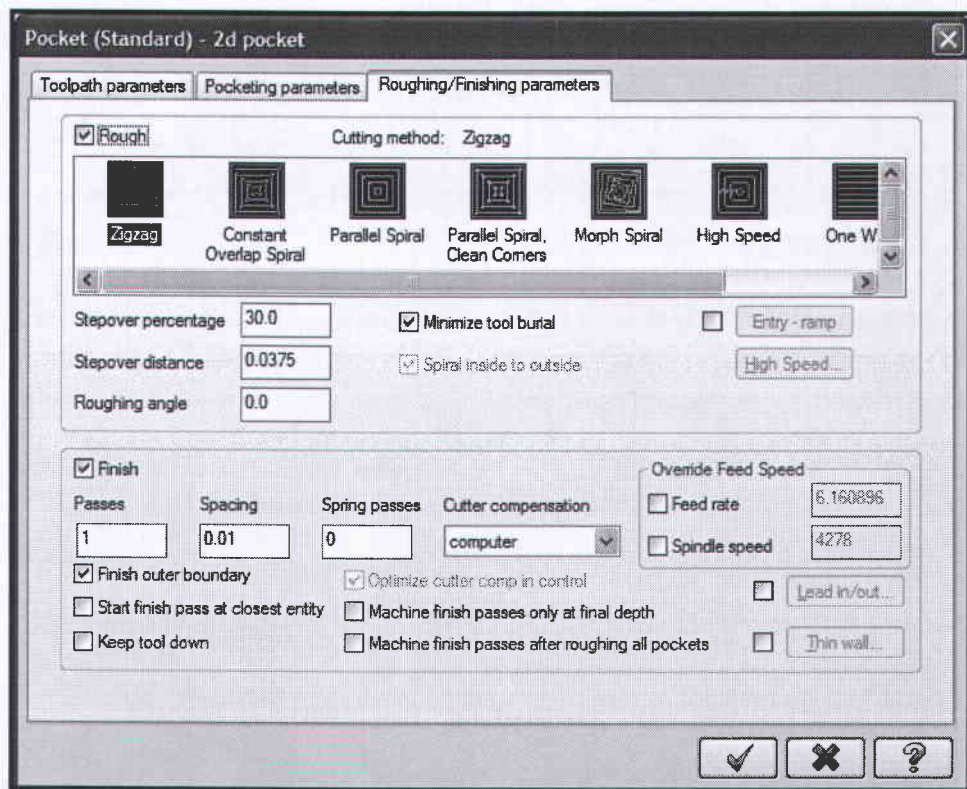 Pocket (Standard) - 2d pocket
Toolpath parameters Pocketing parameters Roughing/Finishing parameters
Rough Cutting method: Zigzag
Zigzag Constant Overlap Spiral Parallel Spiral Parallel Spiral, Clean Corners Morph Spiral High Speed One W
Stepover percentage 30.0 Minimize tool burial Entry - ramp
Stepover distance 0.0375 Spiral inside to outside High Speed...
Roughing angle 0.0
Finish Override Feed Speed
Passes Spacing Spring passes Cutter compensation Feed rate 6.160896
1 0.01 0 computer Spindle speed 4278
Finish outer boundary Optimize cutter comp in control Lead in/out...
Start finish pass at closest entity Machine finish passes only at final depth
Keep tool down Machine finish passes after roughing all pockets Thin wall...